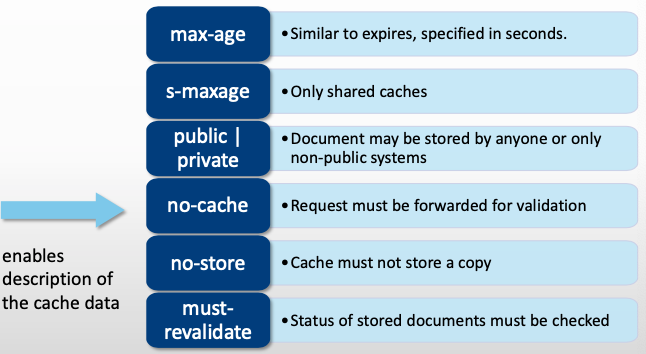 max-age
•Similar to expires, specified in seconds.
s-maxage
•Only shared caches
public |
private
•Document may be stored by anyone or only
non-public systems
no-cache
•Request must be forwarded for validation
enables
description of
the cache data
no-store
•Cache must not store a copy
must-
revalidate
•Status of stored documents must be checked